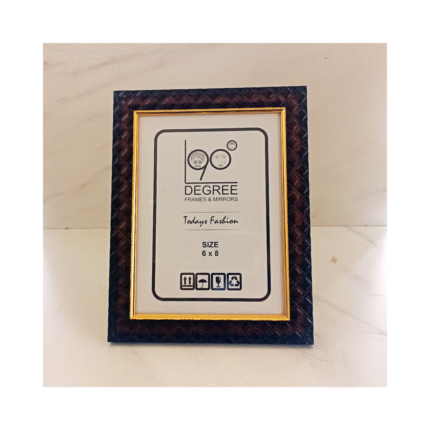 90°
DEGREE
FRAMES & MIRRORS
Todays Fashion
SIZE
6 x 8